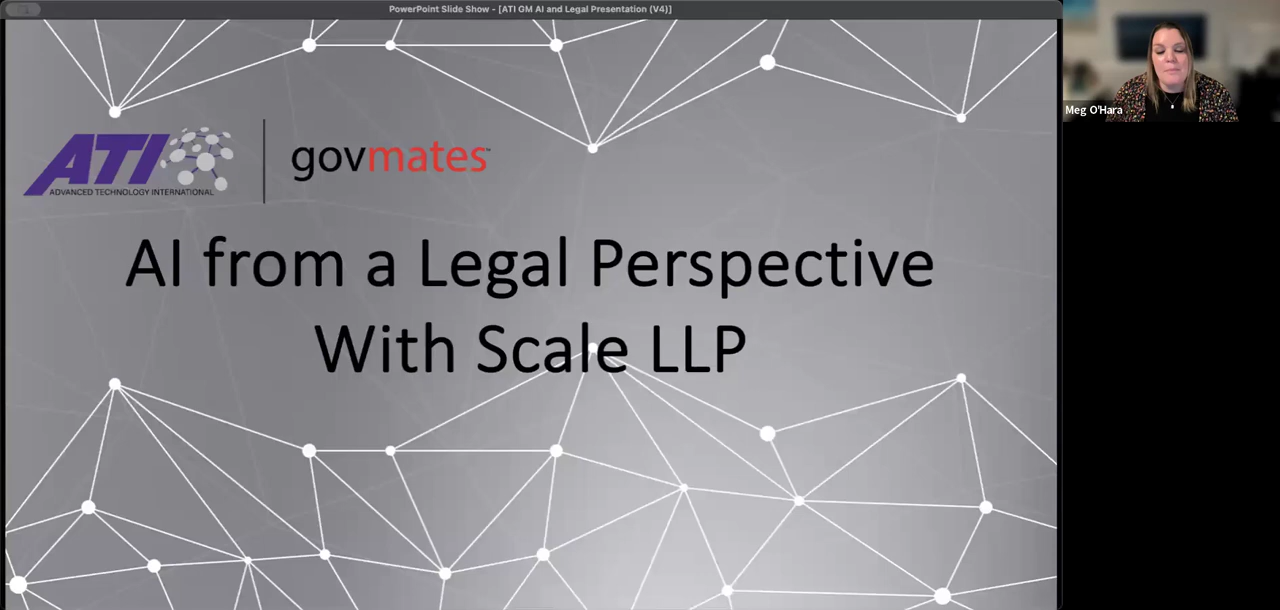 PowerPoint Slide Show - [ATI GM AI and Legal Presentation (V4)]
Meg O'Hara
ATI
ADVANCED TECHNOLOGY INTERNATIONAL
govmates™
AI from a Legal Perspective
With Scale LLP